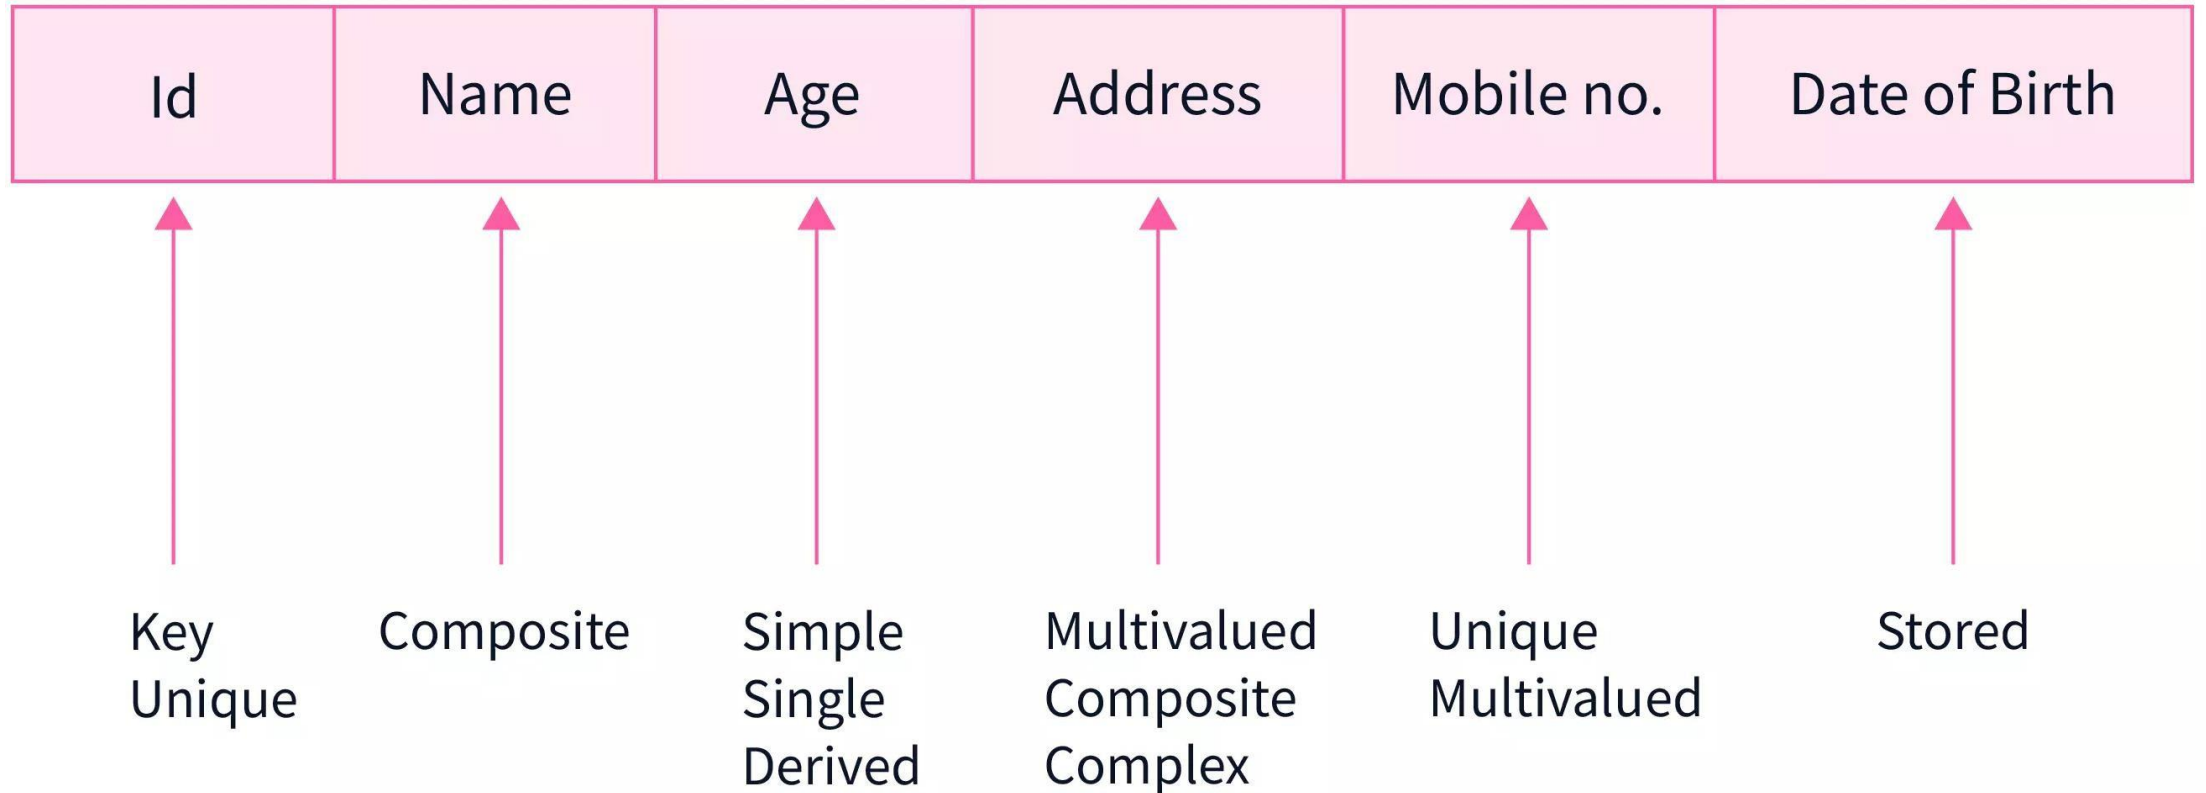 Id
Name
Age
Address
Mobile no.
Date of Birth
Key
Unique
Composite
Simple
Single
Derived
Multivalued
Composite
Complex
Unique
Multivalued
Stored